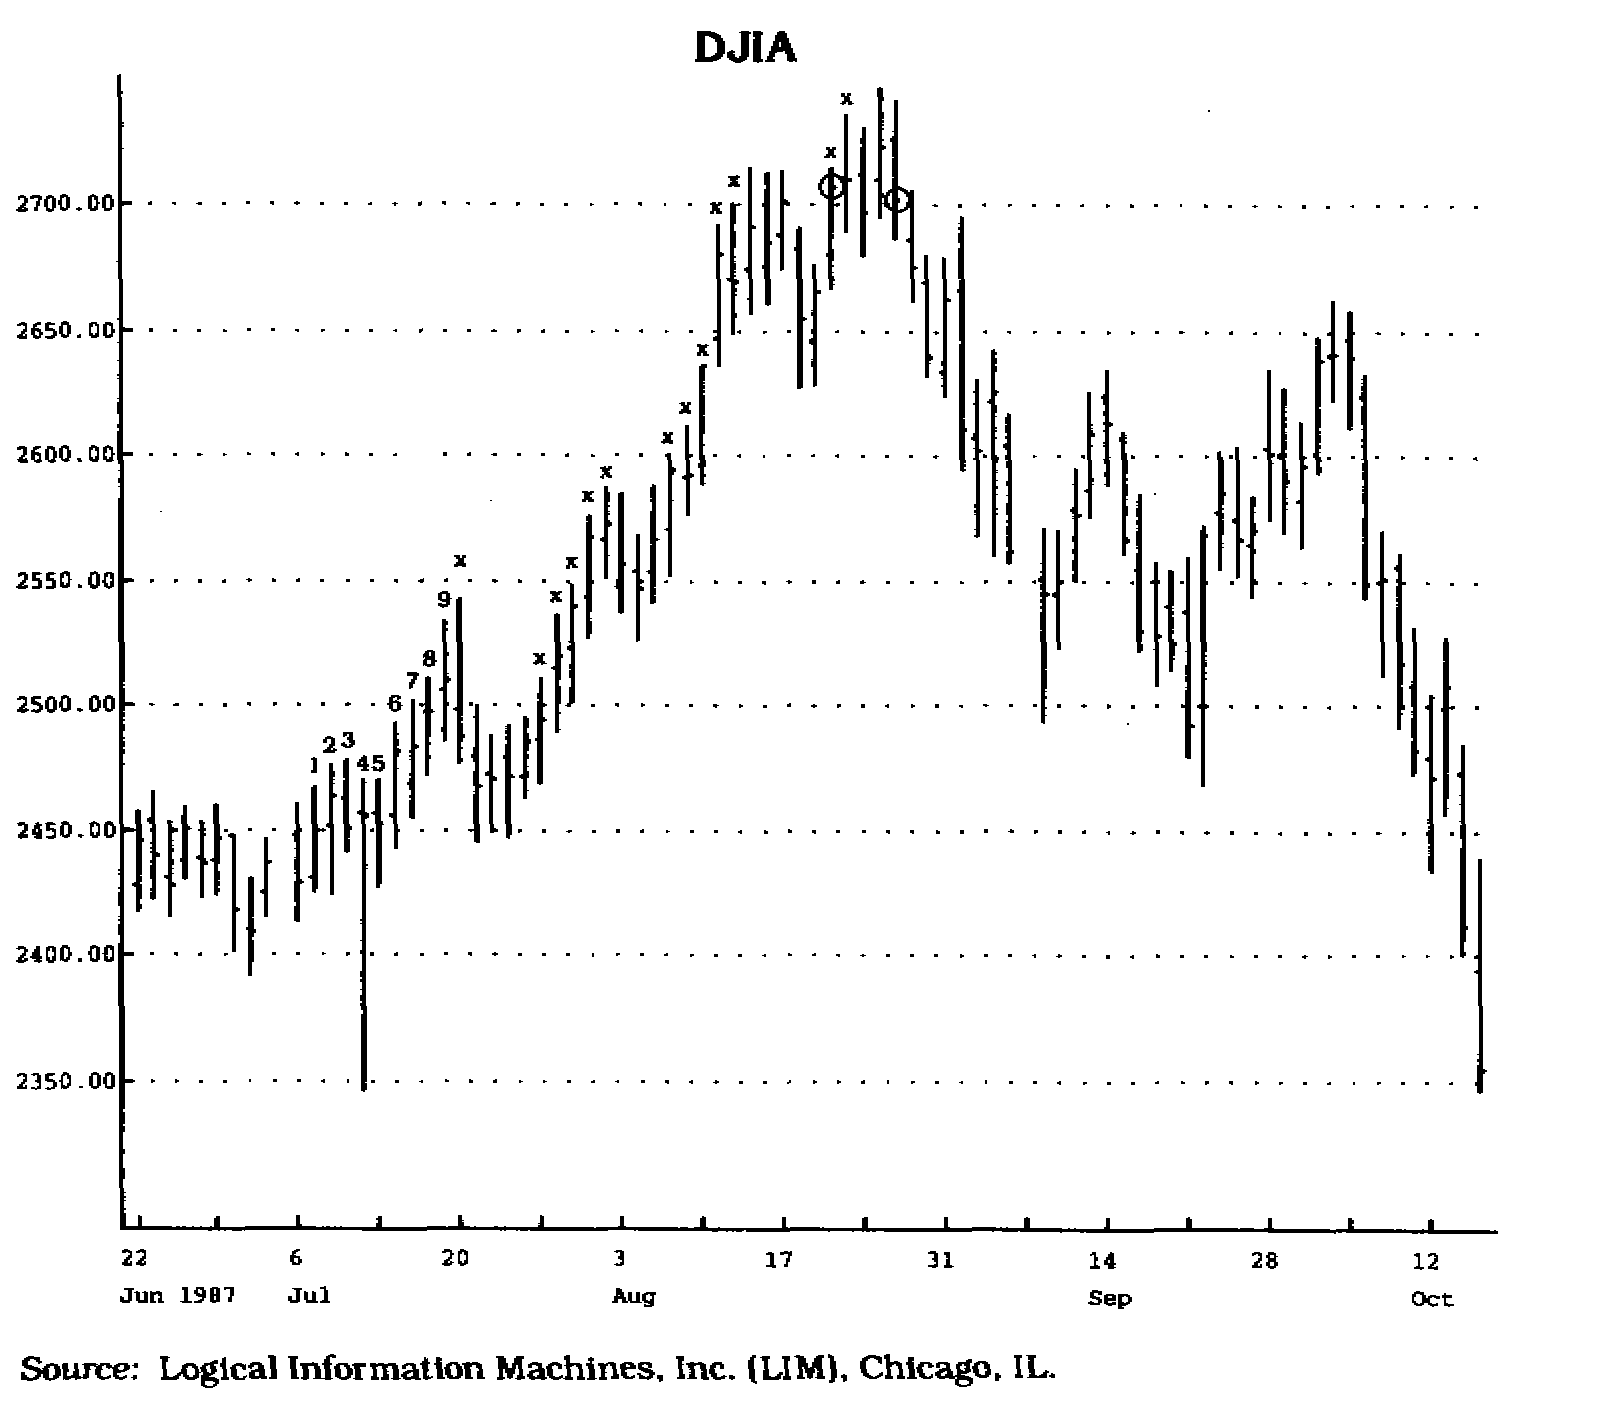 DJIA
x
x
x
x
2700.00
2650.00
x
2600.00
x
x
x
x
2550.00
x
x
x
9
x
8
7
2500.00
6
1 2 3 4 5
2450.00
2400.00
2350.00
22 6 20 3 17 31 14 28 12
Jun 1987 Jul Aug Sep Oct
Source: Logical Information Machines, Inc. (LIM), Chicago, IL.